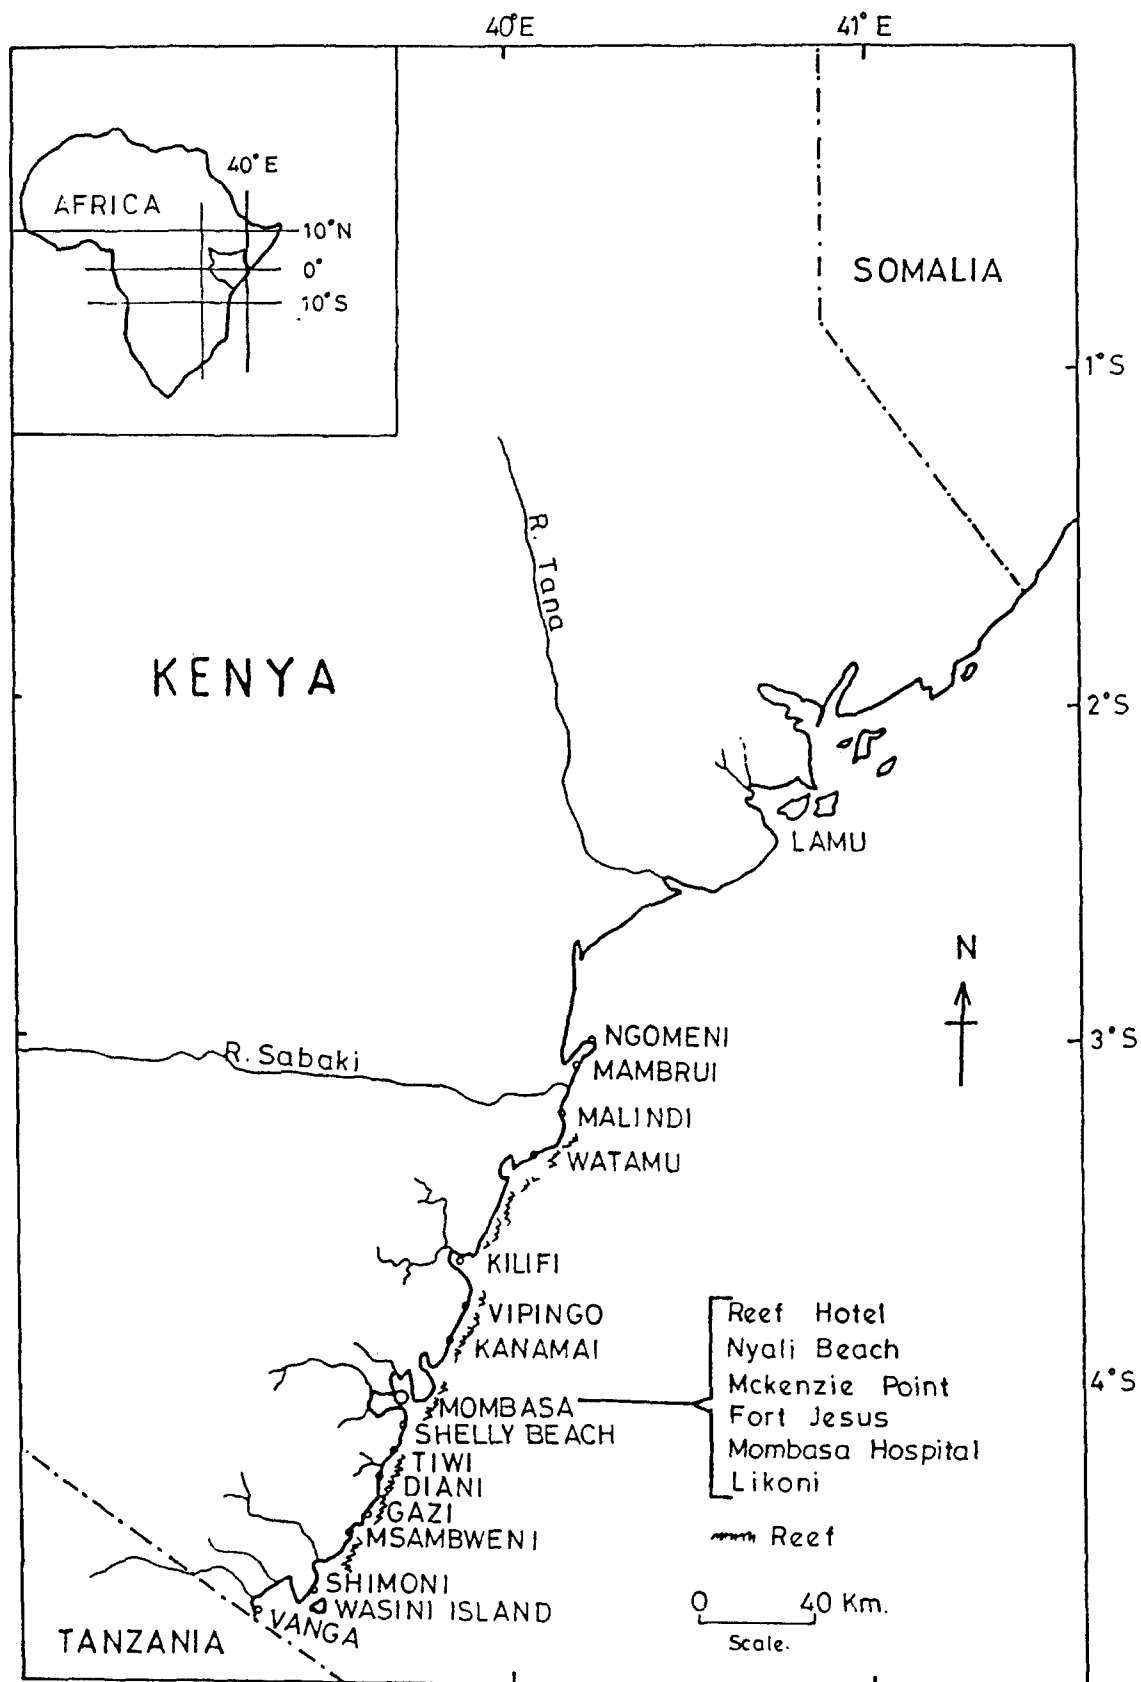 40°E
41°E
40°E
AFRICA
10°N
0°
10°S
SOMALIA
1°S
R. Tana
KENYA
2°S
LAMU
N
NGOMENI
3°S
R. Sabaki
MAMBRUI
MALINDI
WATAMU
KILIFI
VIPINGO
Reef Hotel
KANAMAI
Nyali Beach
4°S
Mckenzie Point
MOMBASA
Fort Jesus
SHELLY BEACH
Mombasa Hospital
TIWI
Likoni
DIANI
GAZI
MSAMBWENI
Reef
SHIMONI
WASINI ISLAND
0 40 Km.
VANGA
Scale.
TANZANIA